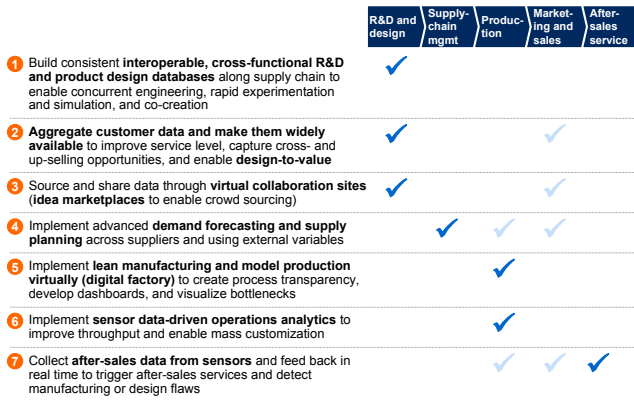 R&D and
design
Supply-
chain
mgmt
Produc-
tion
Market-
ing and
sales
After-
sales
service
1 Build consistent interoperable, cross-functional R&D
and product design databases along supply chain to
enable concurrent engineering, rapid experimentation
and simulation, and co-creation
2 Aggregate customer data and make them widely
available to improve service level, capture cross- and
up-selling opportunities, and enable design-to-value
3 Source and share data through virtual collaboration sites
(idea marketplaces to enable crowd sourcing)
4 Implement advanced demand forecasting and supply
planning across suppliers and using external variables
5 Implement lean manufacturing and model production
virtually (digital factory) to create process transparency,
develop dashboards, and visualize bottlenecks
6 Implement sensor data-driven operations analytics to
improve throughput and enable mass customization
7 Collect after-sales data from sensors and feed back in
real time to trigger after-sales services and detect
manufacturing or design flaws